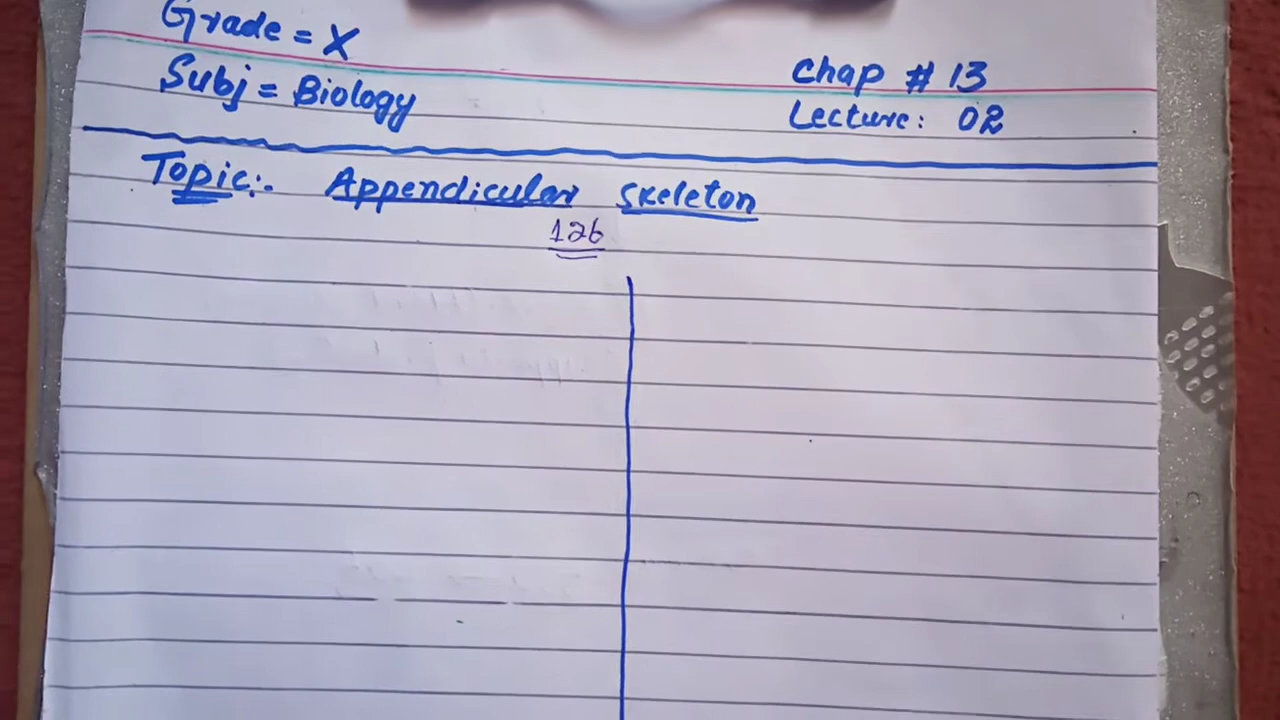 Grade = X
Subj = Biology
Chap # 13
Lecture: 02
Topic:- Appendicular skeleton
126